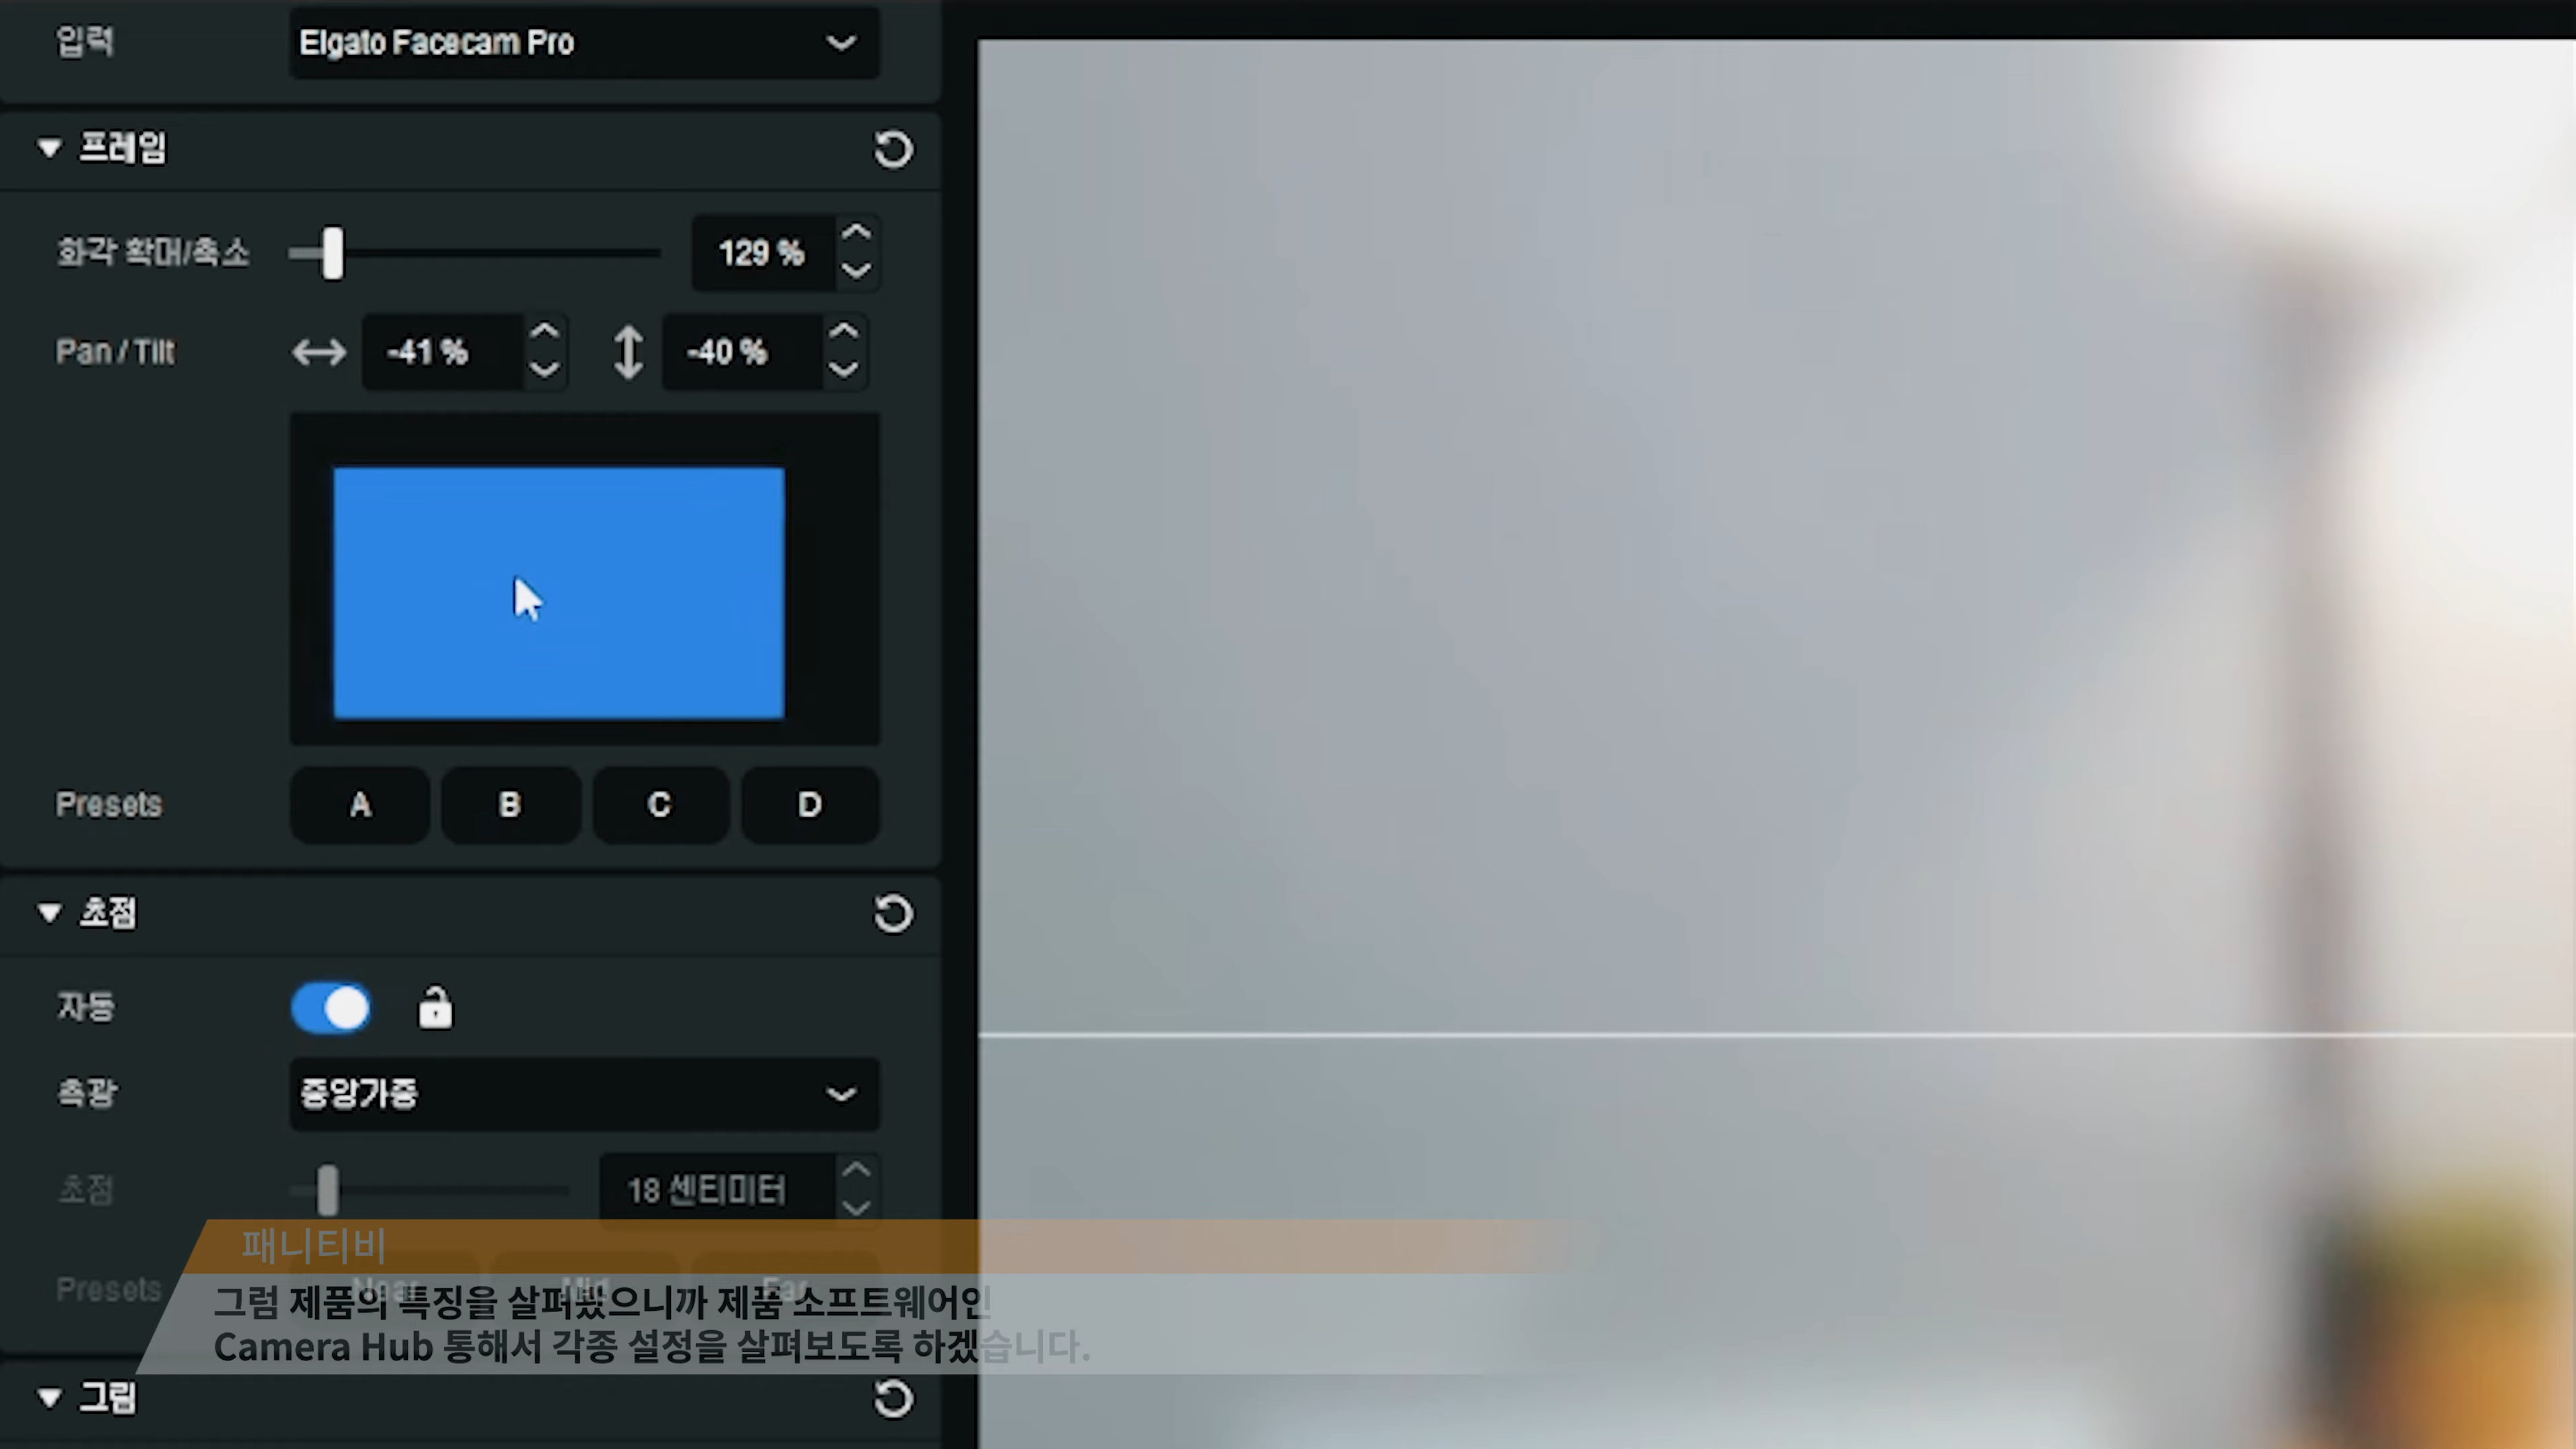 입력 Elgato Facecam Pro
프레임
화각 확대/축소 129 %
Pan / Tilt -41 % -40 %
Presets A B C D
초점
자동
측광 중앙가중
초점 18 센티미터
패니티비
Presets Near Mid Far
그럼 제품의 특징을 살펴봤으니까 제품 소프트웨어인
Camera Hub 통해서 각종 설정을 살펴보도록 하겠습니다.
그림